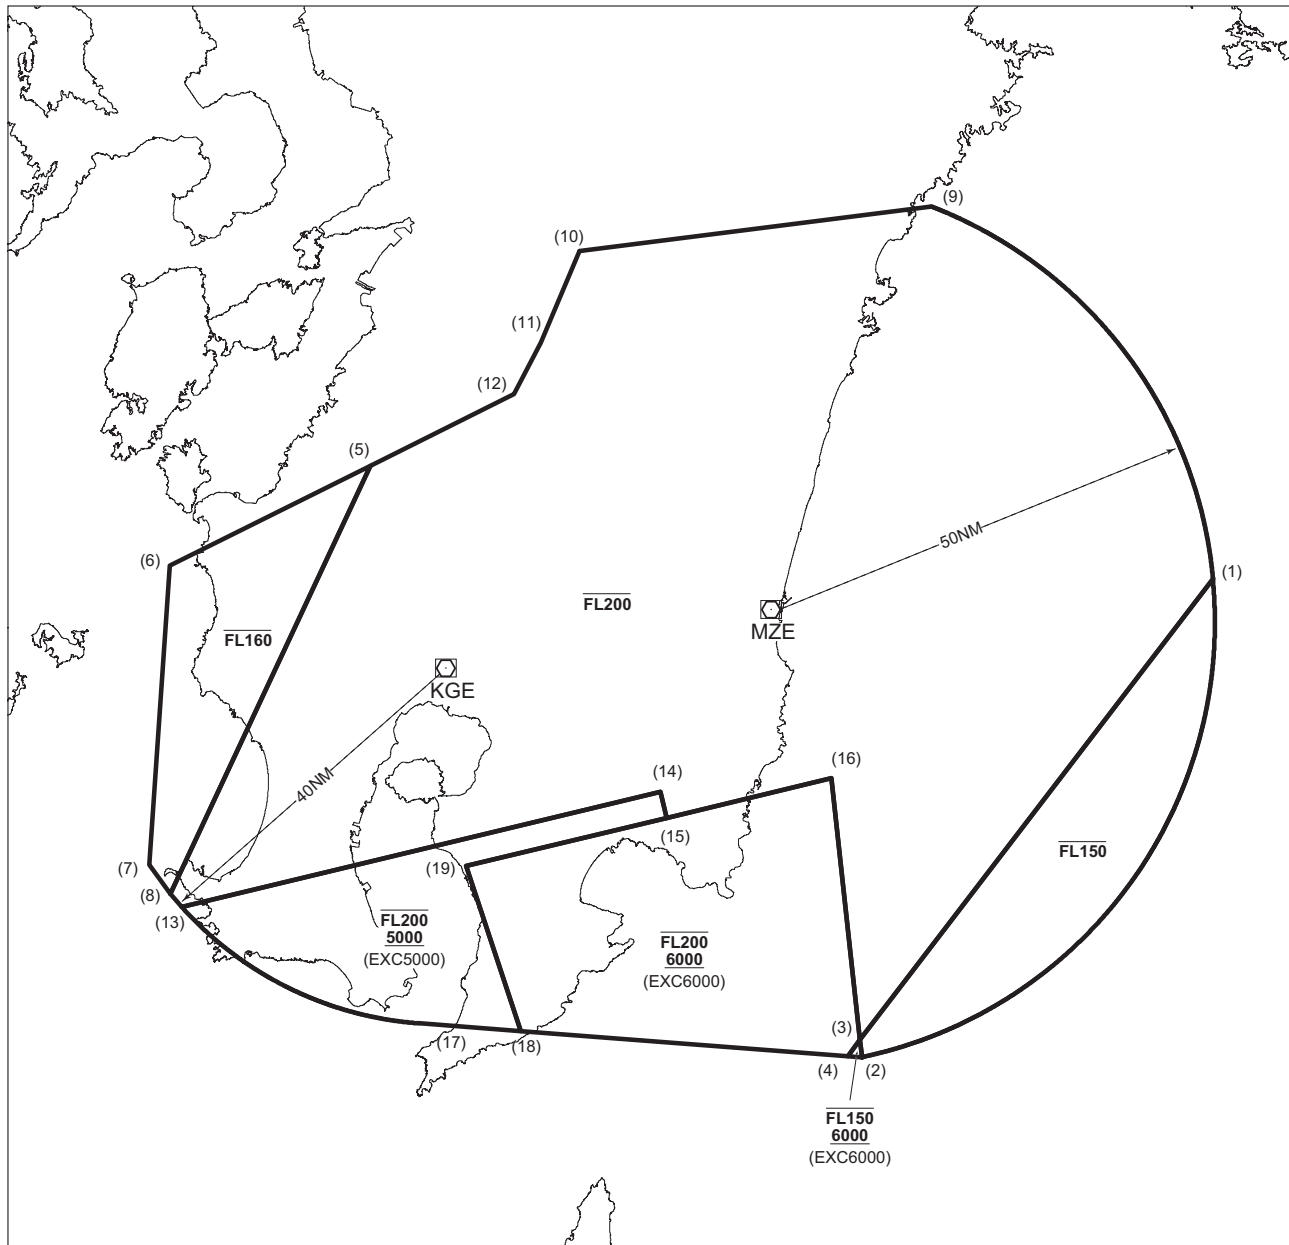 (9)
(10)
(11)
(12)
(5)
50NM
(6)
(1)
FL200
MZE
FL160
KGE
(16)
40NM
(14)
(15)
FL150
(7)
(19)
(8)
(13)
FL200
5000
(EXC5000)
FL200
6000
(EXC6000)
(3)
(17)
(18)
(4)
(2)
FL150
6000
(EXC6000)